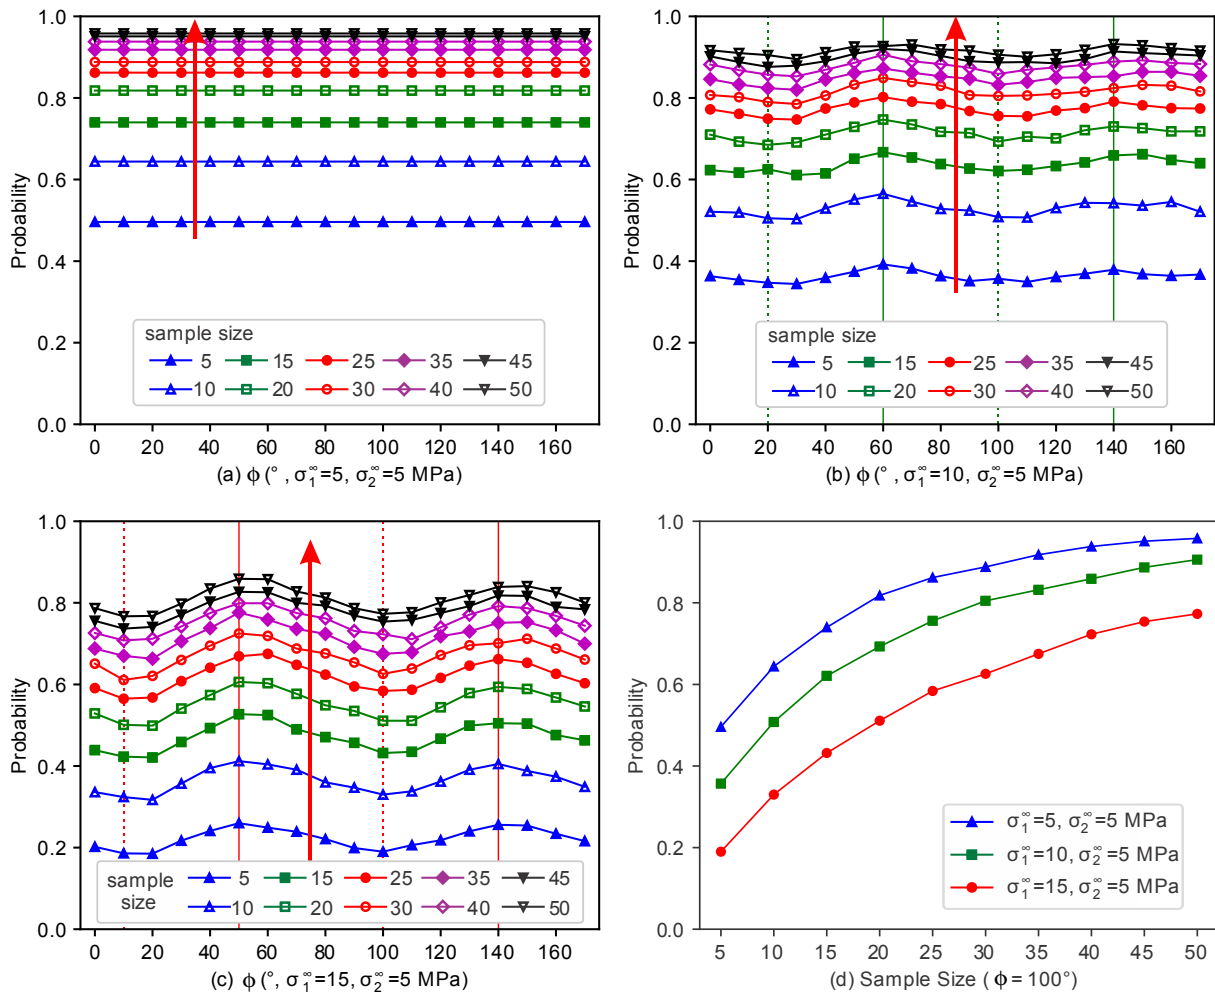 1.0
0.8
0.6
0.4
0.2
0.0
Probability
sample size
5 15 25 35 45
10 20 30 40 50
0 20 40 60 80 100 120 140 160
(a) ϕ (°, σ₁^∞=5, σ₂^∞=5 MPa)
1.0
0.8
0.6
0.4
0.2
0.0
Probability
sample size
5 15 25 35 45
10 20 30 40 50
0 20 40 60 80 100 120 140 160
(b) ϕ (°, σ₁^∞=10, σ₂^∞=5 MPa)
1.0
0.8
0.6
0.4
0.2
0.0
Probability
sample
size
5 15 25 35 45
10 20 30 40 50
0 20 40 60 80 100 120 140 160
(c) ϕ (°, σ₁^∞=15, σ₂^∞=5 MPa)
1.0
0.8
0.6
0.4
0.2
0.0
Probability
σ₁^∞=5, σ₂^∞=5 MPa
σ₁^∞=10, σ₂^∞=5 MPa
σ₁^∞=15, σ₂^∞=5 MPa
5 10 15 20 25 30 35 40 45 50
(d) Sample Size ( ϕ = 100°)